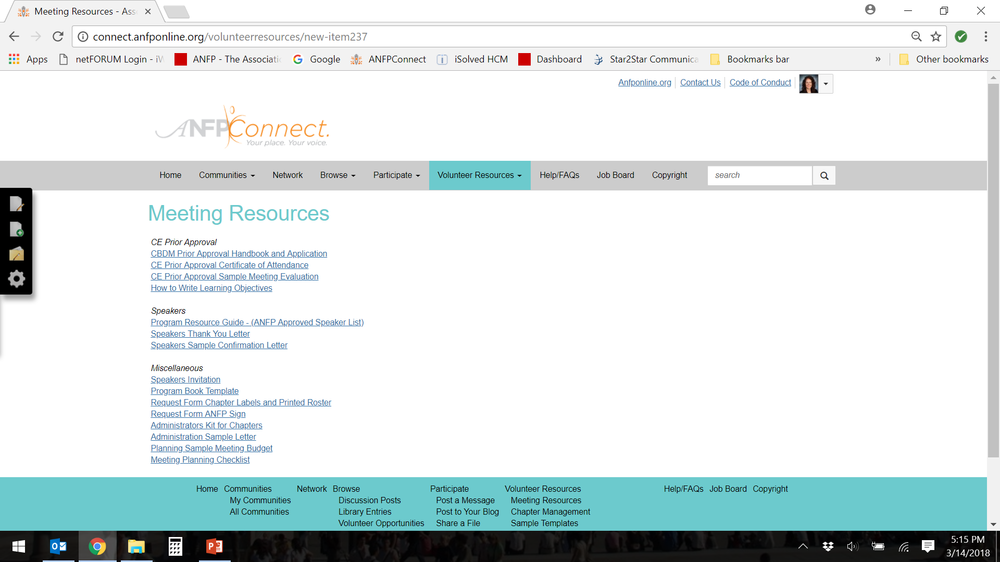 Meeting Resources - Ass
connect.anfponline.org/volunteerresources/new-item237
Apps netFORUM Login - iW ANFP - The Associatio Google ANFPConnect iSolved HCM Dashboard Star2Star Communica Bookmarks bar » Other bookmarks
Anfponline.org Contact Us Code of Conduct
ANFPConnect.
Your place. Your voice.
Home Communities Network Browse Participate Volunteer Resources Help/FAQs Job Board Copyright search
Meeting Resources
CE Prior Approval
CBDM Prior Approval Handbook and Application
CE Prior Approval Certificate of Attendance
CE Prior Approval Sample Meeting Evaluation
How to Write Learning Objectives
Speakers
Program Resource Guide - (ANFP Approved Speaker List)
Speakers Thank You Letter
Speakers Sample Confirmation Letter
Miscellaneous
Speakers Invitation
Program Book Template
Request Form Chapter Labels and Printed Roster
Request Form ANFP Sign
Administrators Kit for Chapters
Administration Sample Letter
Planning Sample Meeting Budget
Meeting Planning Checklist
Home Communities Network Browse Participate Volunteer Resources Help/FAQs Job Board Copyright
My Communities Discussion Posts Post a Message Meeting Resources
All Communities Library Entries Post to Your Blog Chapter Management
Volunteer Opportunities Share a File Sample Templates
5:15 PM
3/14/2018